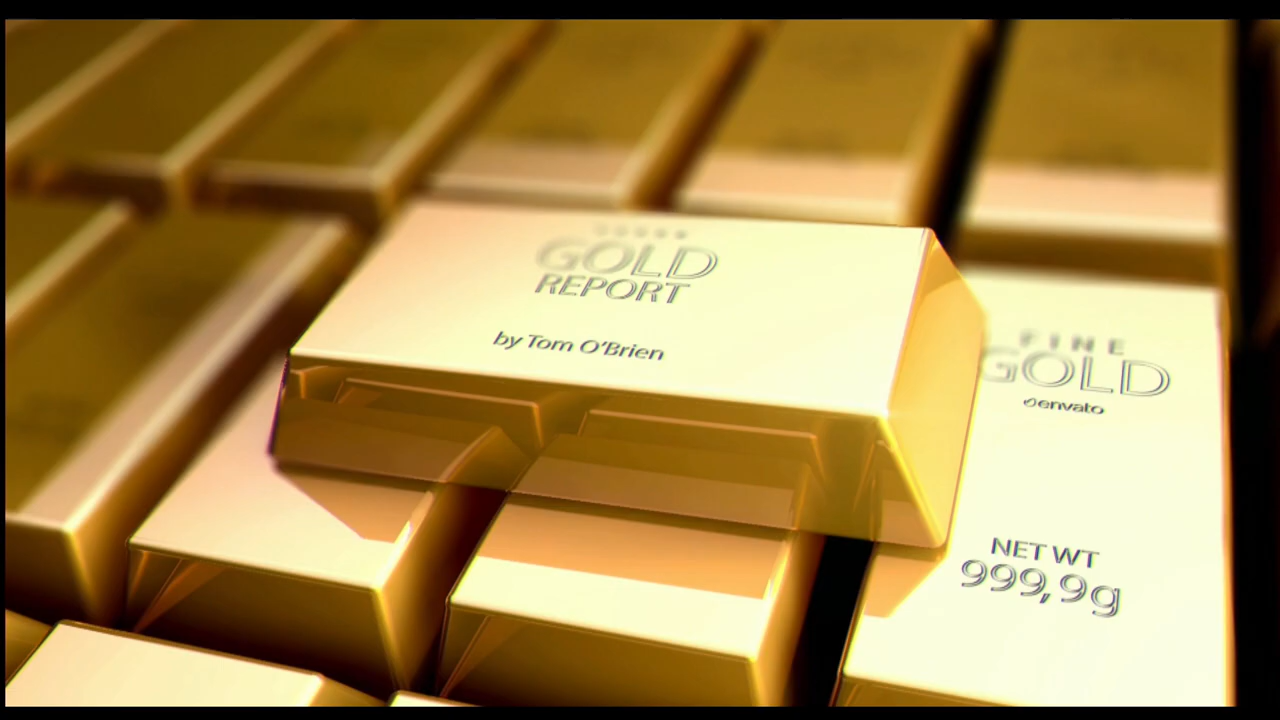 GOLD
REPORT
by Tom O'Brien
FINE
GOLD
envato
NET WT
999,9g